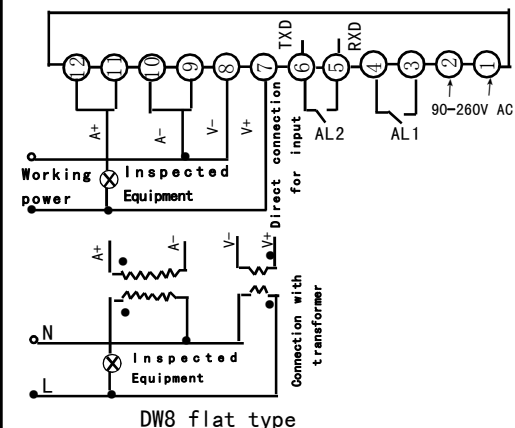 12 11 10 9 8 7 6 5 4 3 2 1
TXD
RXD
90-260V AC
AL2
AL1
A+
A-
V-
V+
Direct connection
for input
Working
power
Inspected
Equipment
A+
A-
V-
V+
Connection with
transformer
N
Inspected
Equipment
L
DW8 flat type